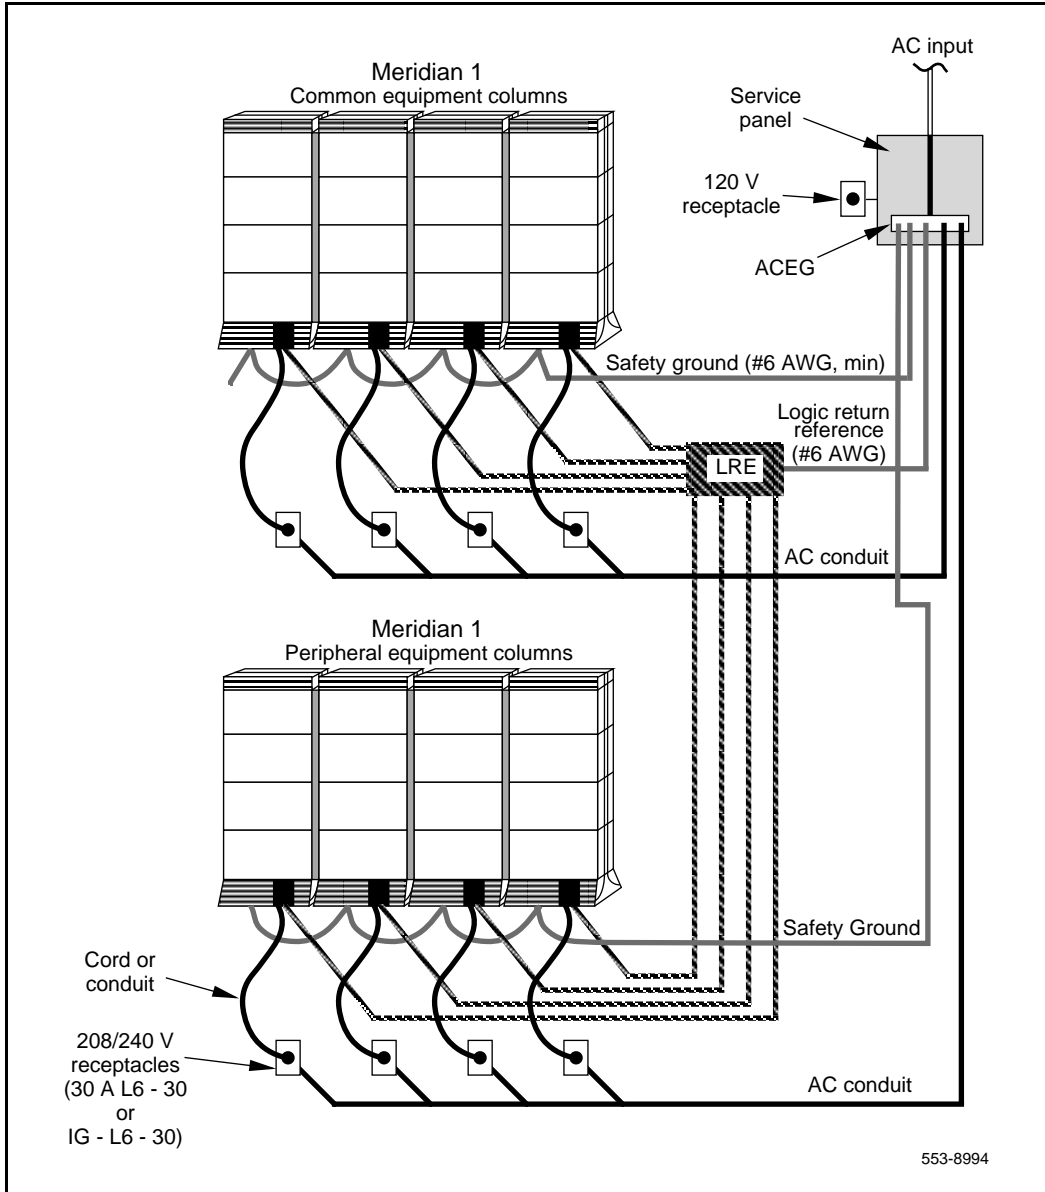 AC input
Meridian 1
Common equipment columns
Service
panel
120 V
receptacle
ACEG
Safety ground (#6 AWG, min)
Logic return
reference
(#6 AWG)
LRE
AC conduit
Meridian 1
Peripheral equipment columns
Safety Ground
Cord or
conduit
208/240 V
receptacles
(30 A L6 - 30
or
IG - L6 - 30)
AC conduit
553-8994